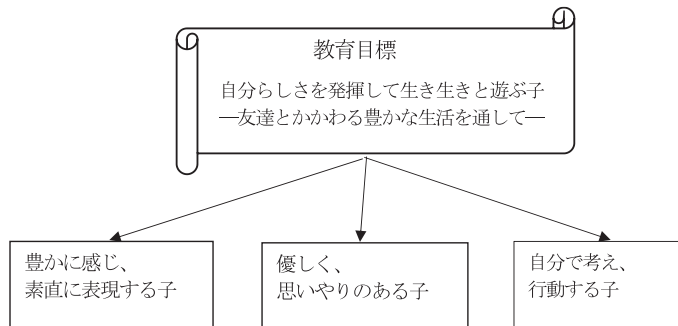 教育目標
自分らしさを発揮して生き生きと遊ぶ子
―友達とかかわる豊かな生活を通して―
豊かに感じ、
素直に表現する子
優しく、
思いやりのある子
自分で考え、
行動する子